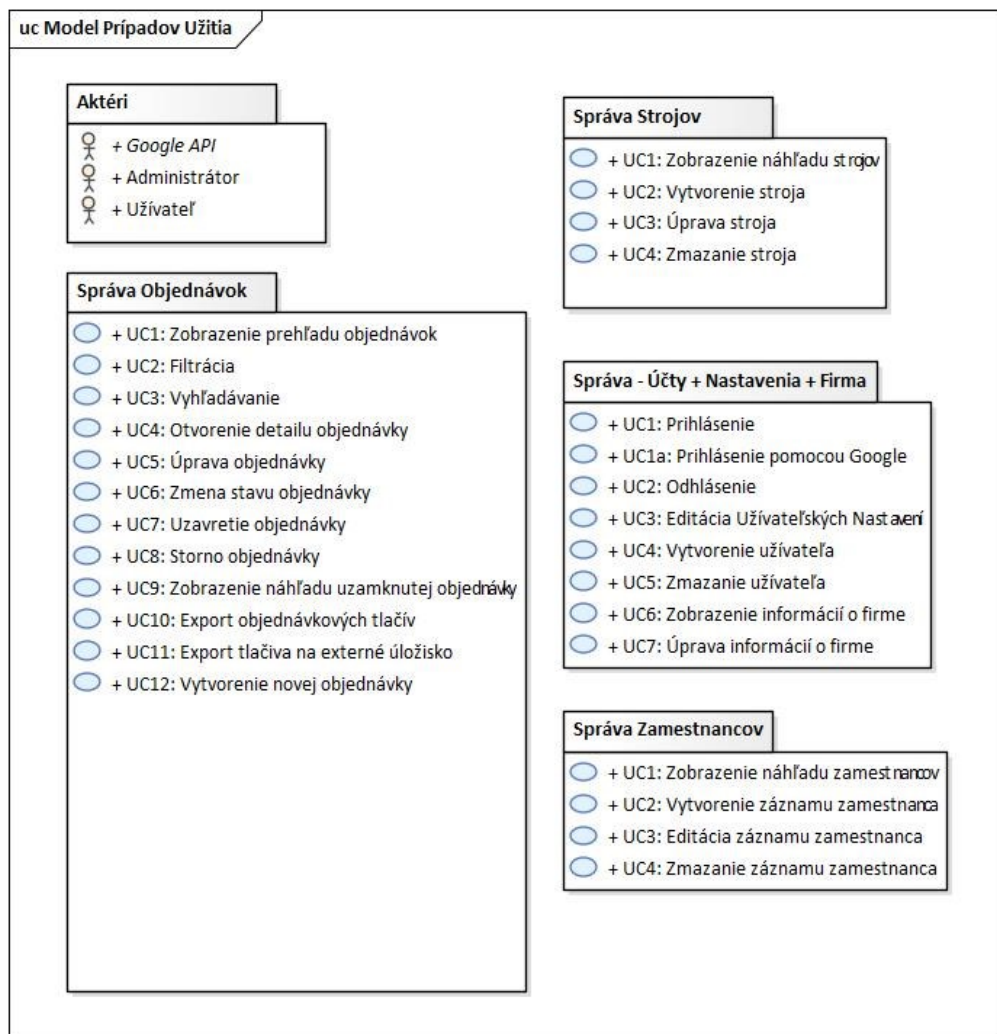 uc Model Prípadov Užitia
Aktéri
+ Google API
+ Administrátor
+ Užívateľ
Správa Objednávok
+ UC1: Zobrazenie prehľadu objednávok
+ UC2: Filtrácia
+ UC3: Vyhľadávanie
+ UC4: Otvorenie detailu objednávky
+ UC5: Úprava objednávky
+ UC6: Zmena stavu objednávky
+ UC7: Uzavretie objednávky
+ UC8: Storno objednávky
+ UC9: Zobrazenie náhľadu uzamknutej objednávky
+ UC10: Export objednávkových tlačív
+ UC11: Export tlačiva na externé úložisko
+ UC12: Vytvorenie novej objednávky
Správa Strojov
+ UC1: Zobrazenie náhľadu strojov
+ UC2: Vytvorenie stroja
+ UC3: Úprava stroja
+ UC4: Zmazanie stroja
Správa - Účty + Nastavenia + Firma
+ UC1: Prihlásenie
+ UC1a: Prihlásenie pomocou Google
+ UC2: Odhlásenie
+ UC3: Editácia Užívateľských Nastavení
+ UC4: Vytvorenie užívateľa
+ UC5: Zmazanie užívateľa
+ UC6: Zobrazenie informácií o firme
+ UC7: Úprava informácií o firme
Správa Zamestnancov
+ UC1: Zobrazenie náhľadu zamestnancov
+ UC2: Vytvorenie záznamu zamestnanca
+ UC3: Editácia záznamu zamestnanca
+ UC4: Zmazanie záznamu zamestnanca